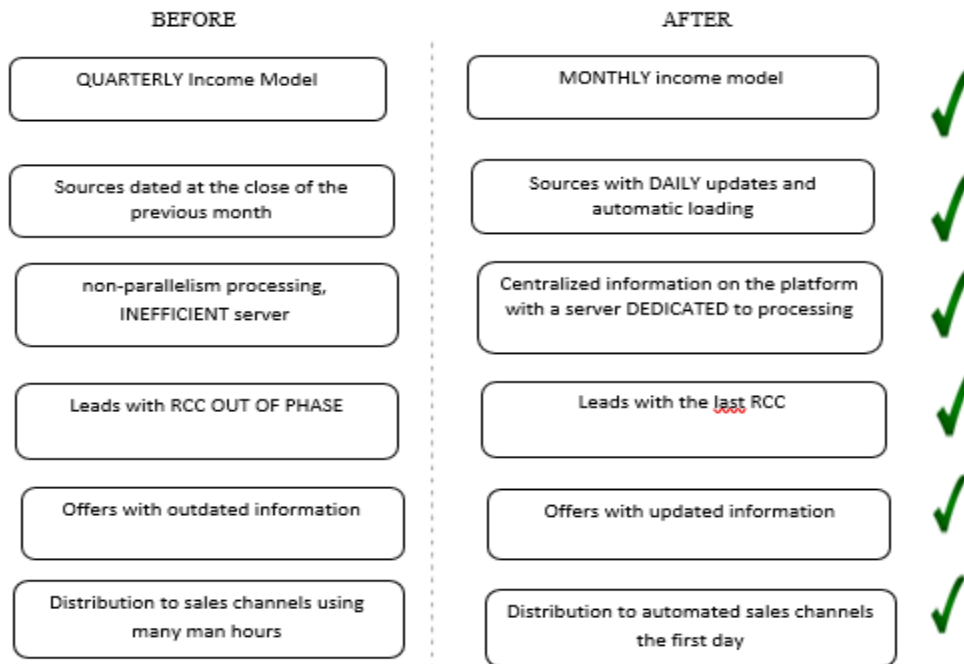 BEFORE
AFTER
QUARTERLY Income Model
MONTHLY income model
Sources dated at the close of the
previous month
Sources with DAILY updates and
automatic loading
non-parallelism processing,
INEFFICIENT server
Centralized information on the platform
with a server DEDICATED to processing
Leads with RCC OUT OF PHASE
Leads with the last RCC
Offers with outdated information
Offers with updated information
Distribution to sales channels using
many man hours
Distribution to automated sales channels
the first day